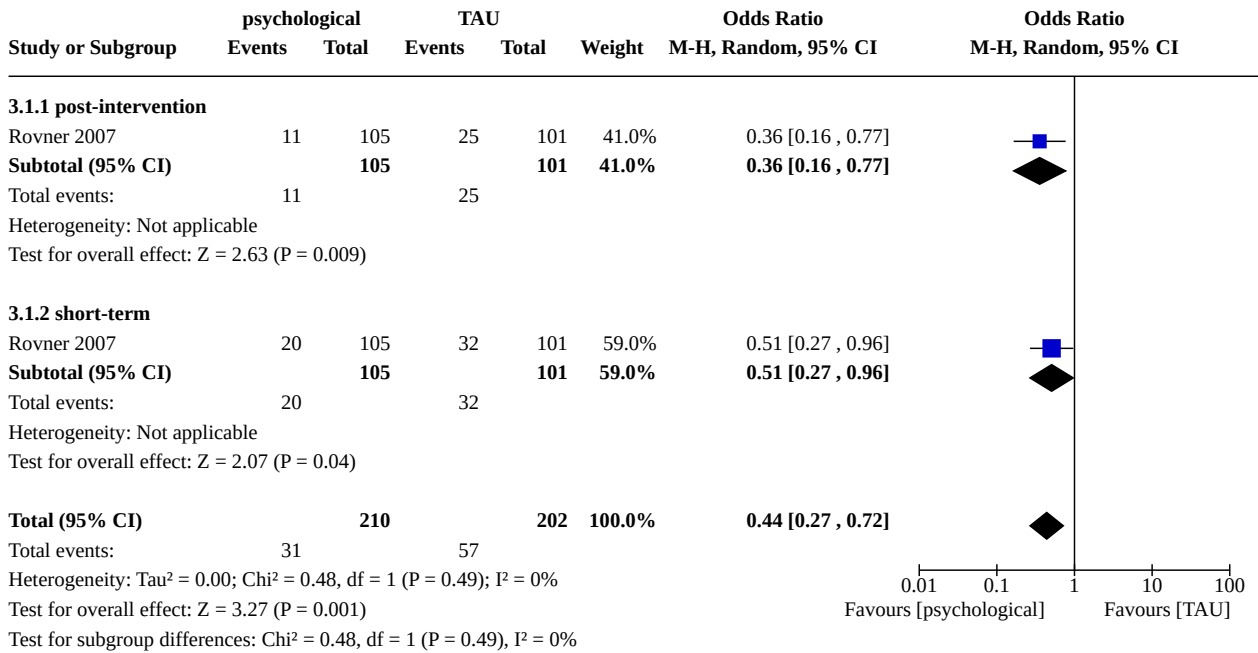 psychological TAU Odds Ratio Odds Ratio
Study or Subgroup Events Total Events Total Weight M-H, Random, 95% CI M-H, Random, 95% CI
3.1.1 post-intervention
Rovner 2007 11 105 25 101 41.0% 0.36 [0.16 , 0.77]
Subtotal (95% CI) 105 101 41.0% 0.36 [0.16 , 0.77]
Total events: 11 25
Heterogeneity: Not applicable
Test for overall effect: Z = 2.63 (P = 0.009)
3.1.2 short-term
Rovner 2007 20 105 32 101 59.0% 0.51 [0.27 , 0.96]
Subtotal (95% CI) 105 101 59.0% 0.51 [0.27 , 0.96]
Total events: 20 32
Heterogeneity: Not applicable
Test for overall effect: Z = 2.07 (P = 0.04)
Total (95% CI) 210 202 100.0% 0.44 [0.27 , 0.72]
Total events: 31 57
Heterogeneity: Tau² = 0.00; Chi² = 0.48, df = 1 (P = 0.49); I² = 0%
0.01 0.1 1 10 100
Test for overall effect: Z = 3.27 (P = 0.001)
Favours [psychological] Favours [TAU]
Test for subgroup differences: Chi² = 0.48, df = 1 (P = 0.49), I² = 0%